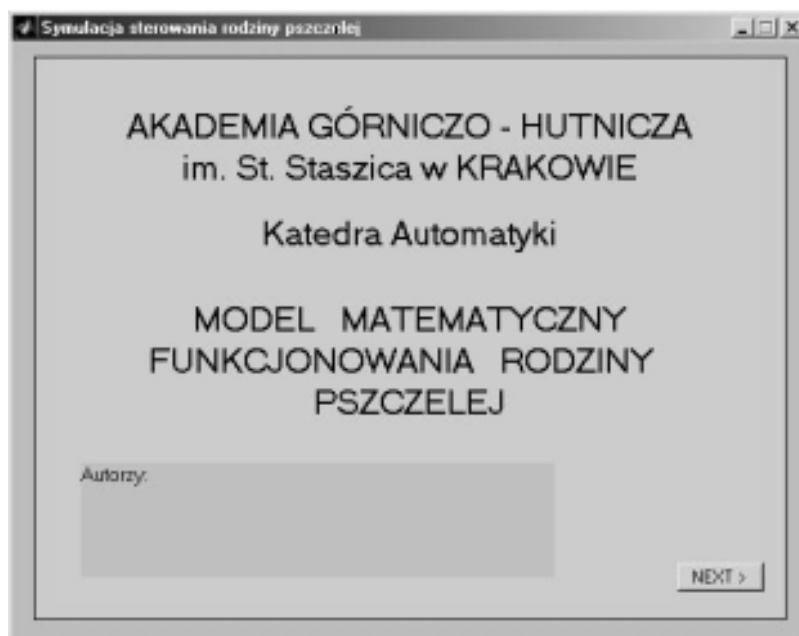 Symulacja sterowania rodziny pszczelej
AKADEMIA GÓRNICZO - HUTNICZA
im. St. Staszica w KRAKOWIE
Katedra Automatyki
MODEL MATEMATYCZNY
FUNKCJONOWANIA RODZINY
PSZCZELEJ
Autorzy:
NEXT >